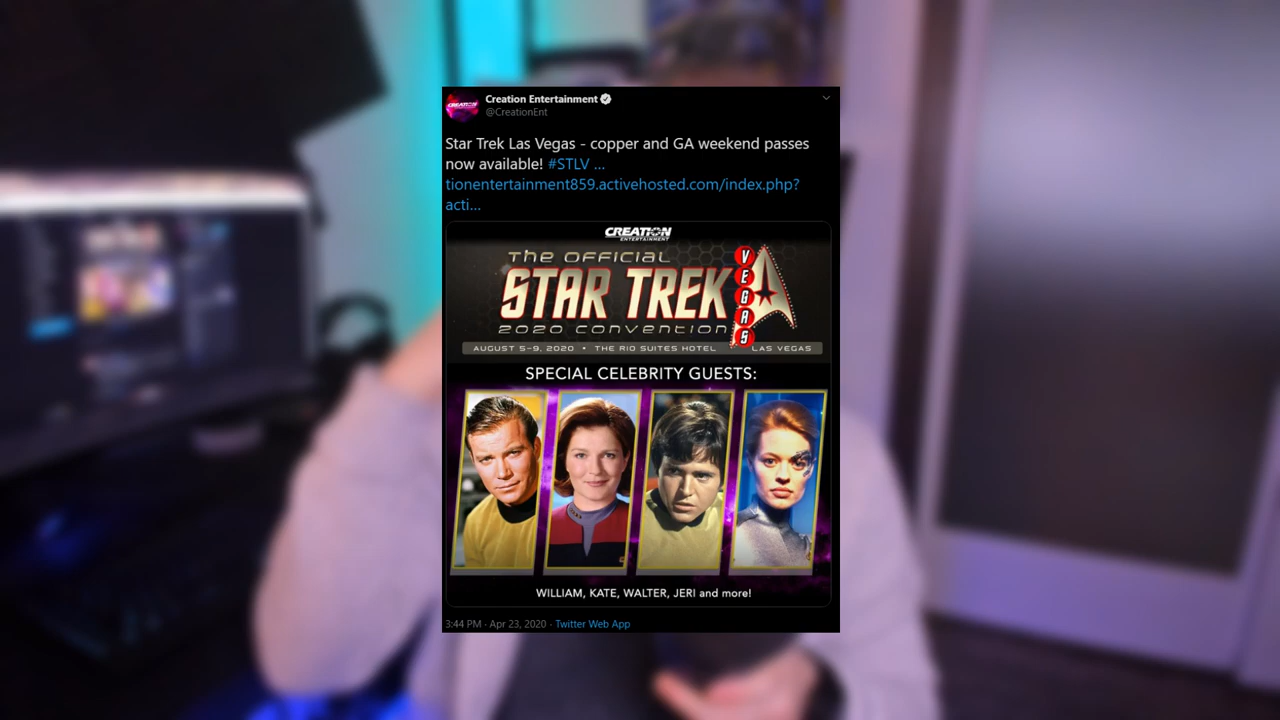 Creation Entertainment
@CreationEnt
Star Trek Las Vegas - copper and GA weekend passes
now available! #STLV ...
tionentertainment859.activehosted.com/index.php?
acti...
CREATION
ENTERTAINMENT
The OFFICIAL
STAR TREK
VEGAS
2020 CONVENTION
AUGUST 5-9, 2020 • THE RIO SUITES HOTEL • LAS VEGAS
SPECIAL CELEBRITY GUESTS:
WILLIAM, KATE, WALTER, JERI and more!
3:44 PM · Apr 23, 2020 · Twitter Web App